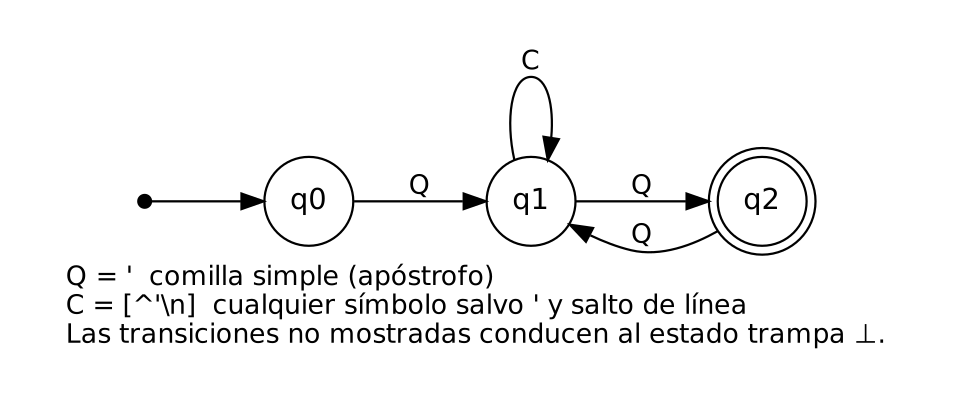 C
q0
Q
q1
Q
q2
Q
Q = ' comilla simple (apóstrofo)
C = [^'\n] cualquier símbolo salvo ' y salto de línea
Las transiciones no mostradas conducen al estado trampa ⊥.